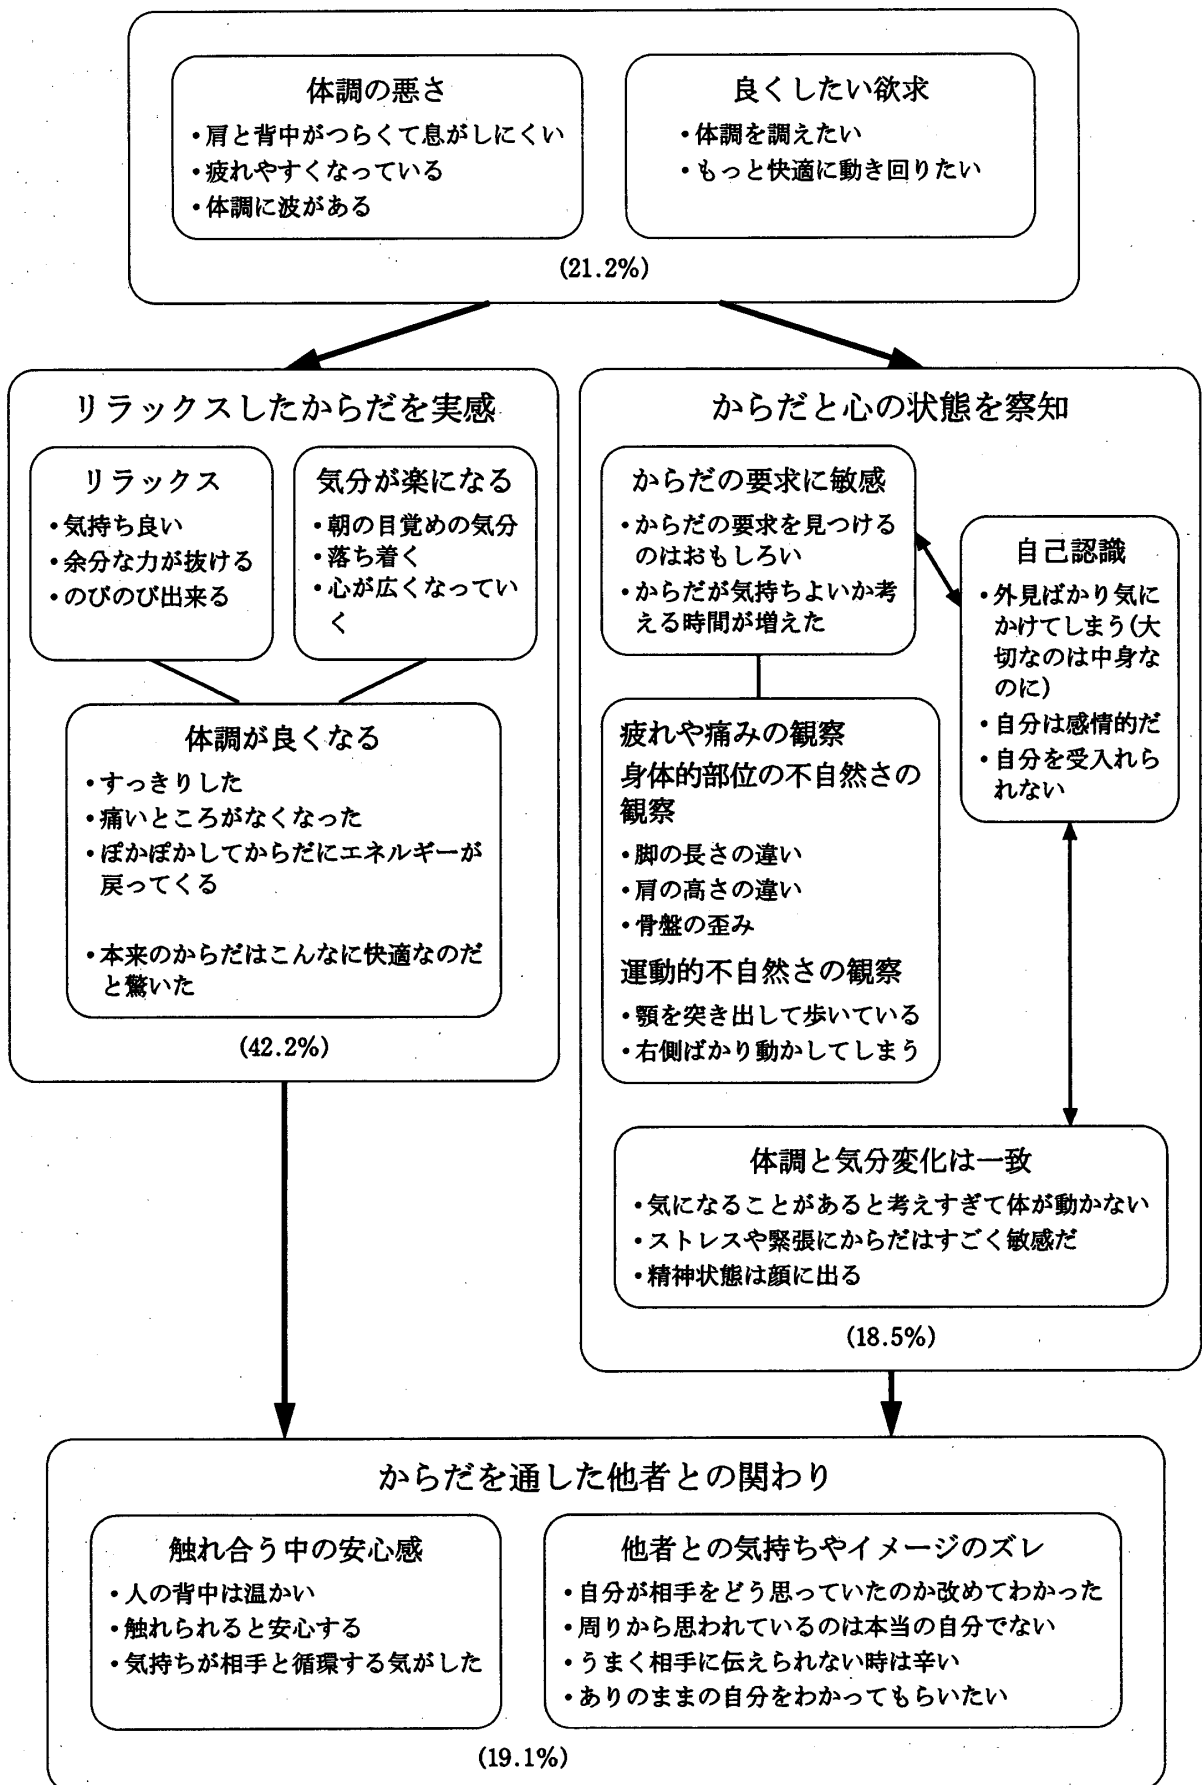 体調の悪さ
・肩と背中がつらくて息がしにくい
・疲れやすくなっている
・体調に波がある
良くしたい欲求
・体調を調えたい
・もっと快適に動き回りたい
(21.2%)
リラックスしたからだを実感
リラックス
・気持ち良い
・余分な力が抜ける
・のびのび出来る
気分が楽になる
・朝の目覚めの気分
・落ち着く
・心が広くなってい
く
体調が良くなる
・すっきりした
・痛いところがなくなった
・ぽかぽかしてからだにエネルギーが
戻ってくる
・本来のからだはこんなに快適なのだ
と驚いた
(42.2%)
からだと心の状態を察知
からだの要求に敏感
・からだの要求を見つける
のはおもしろい
・からだが気持ちよいか考
える時間が増えた
自己認識
・外見ばかり気に
かけてしまう(大
切なのは中身な
のに)
・自分は感情的だ
・自分を受入れら
れない
疲れや痛みの観察
身体的部位の不自然さの
観察
・脚の長さの違い
・肩の高さの違い
・骨盤の歪み
運動的不自然さの観察
・顎を突き出して歩いている
・右側ばかり動かしてしまう
体調と気分変化は一致
・気になることがあると考えすぎて体が動かない
・ストレスや緊張にからだはすごく敏感だ
・精神状態は顔に出る
(18.5%)
からだを通した他者との関わり
触れ合う中の安心感
・人の背中は温かい
・触れられると安心する
・気持ちが相手と循環する気がした
他者との気持ちやイメージのズレ
・自分が相手をどう思っていたのか改めてわかった
・周りから思われているのは本当の自分でない
・うまく相手に伝えられない時は辛い
・ありのままの自分をわかってもらいたい
(19.1%)